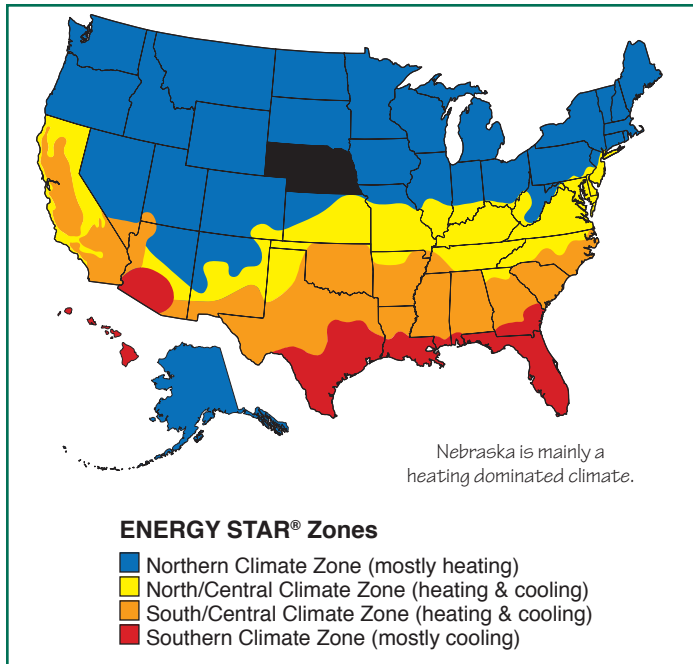 Nebraska is mainly a
heating dominated climate.
ENERGY STAR® Zones
Northern Climate Zone (mostly heating)
North/Central Climate Zone (heating & cooling)
South/Central Climate Zone (heating & cooling)
Southern Climate Zone (mostly cooling)